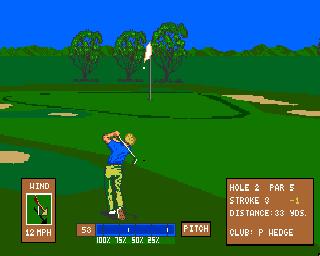 WIND
12 MPH
58
100% 75% 50% 25%
PITCH
HOLE 2 PAR 5
STROKE 3 -1
DISTANCE: 33 YDS.
CLUB: P WEDGE